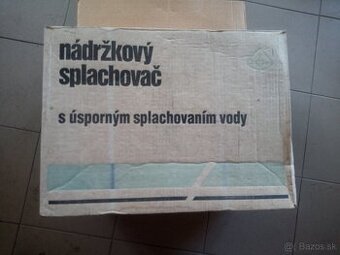 nádržkový
splachovač
s úsporným splachovaním vody
Bazos.sk